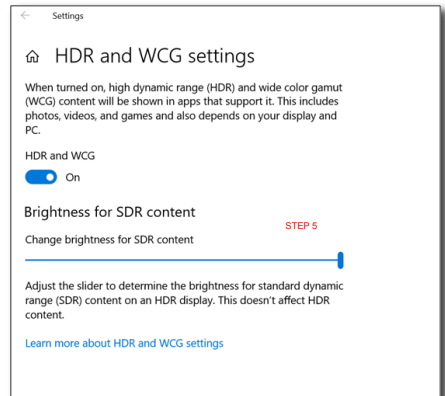 Settings
HDR and WCG settings
When turned on, high dynamic range (HDR) and wide color gamut
(WCG) content will be shown in apps that support it. This includes
photos, videos, and games and also depends on your display and
PC.
HDR and WCG
On
Brightness for SDR content
STEP 5
Change brightness for SDR content
Adjust the slider to determine the brightness for standard dynamic
range (SDR) content on an HDR display. This doesn't affect HDR
content.
Learn more about HDR and WCG settings